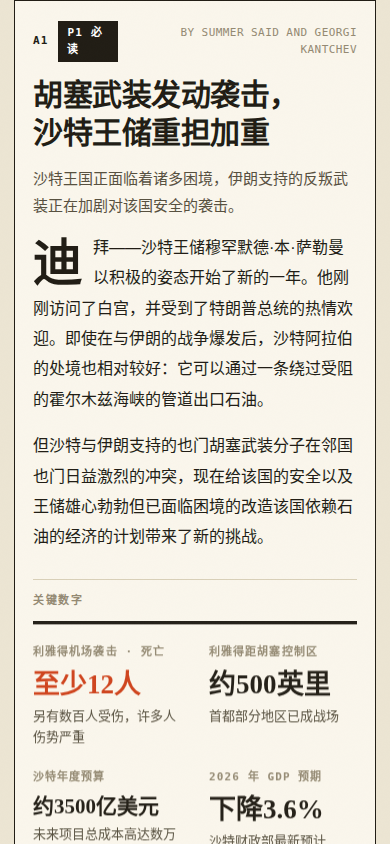 A1
P1 必
读
BY SUMMER SAID AND GEORGI
KANTCHEV
胡塞武装发动袭击，
沙特王储重担加重
沙特王国正面临着诸多困境，伊朗支持的反叛武
装正在加剧对该国安全的袭击。
迪拜——沙特王储穆罕默德·本·萨勒曼
以积极的姿态开始了新的一年。他刚
刚访问了白宫，并受到了特朗普总统的热情欢
迎。即使在与伊朗的战争爆发后，沙特阿拉伯
的处境也相对较好：它可以通过一条绕过受阻
的霍尔木兹海峡的管道出口石油。
但沙特与伊朗支持的也门胡塞武装分子在邻国
也门日益激烈的冲突，现在给该国的安全以及
王储雄心勃勃但已面临困境的改造该国依赖石
油的经济的计划带来了新的挑战。
关键数字
利雅得机场袭击 · 死亡
至少12人
另有数百人受伤，许多人
伤势严重
利雅得距胡塞控制区
约500英里
首都部分地区已成战场
沙特年度预算
约3500亿美元
未来项目总成本高达数万
2026 年 GDP 预期
下降3.6%
沙特财政部最新预计